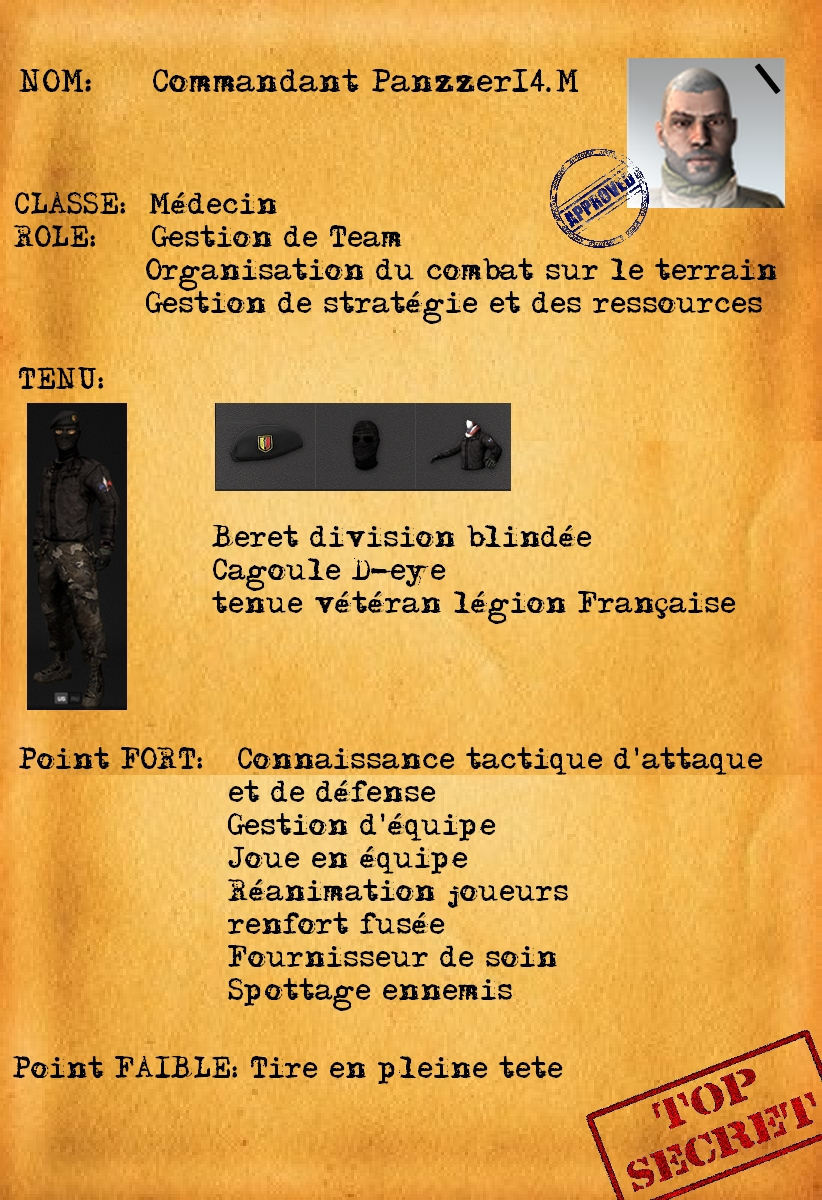 NOM: Commandant PanzzerI4.M
APPROVED
CLASSE: Médecin
ROLE: Gestion de Team
Organisation du combat sur le terrain
Gestion de stratégie et des ressources
TENU:
Beret division blindée
Cagoule D-eye
tenue vétéran légion Française
Point FORT: Connaissance tactique d'attaque
et de défense
Gestion d'équipe
Joue en équipe
Réanimation joueurs
renfort fusée
Fournisseur de soin
Spottage ennemis
Point FAIBLE: Tire en pleine tete
TOP
SECRET